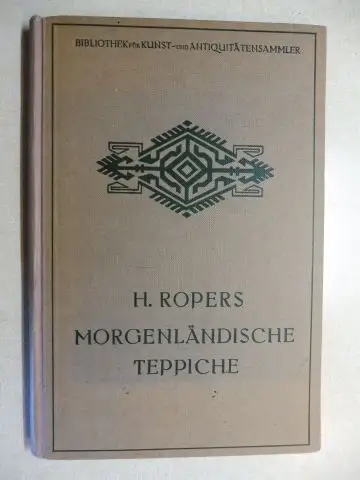 BIBLIOTHEK FÜR KUNST- UND ANTIQUITÄTENSAMMLER
H. ROPERS
MORGENLÄNDISCHE
TEPPICHE